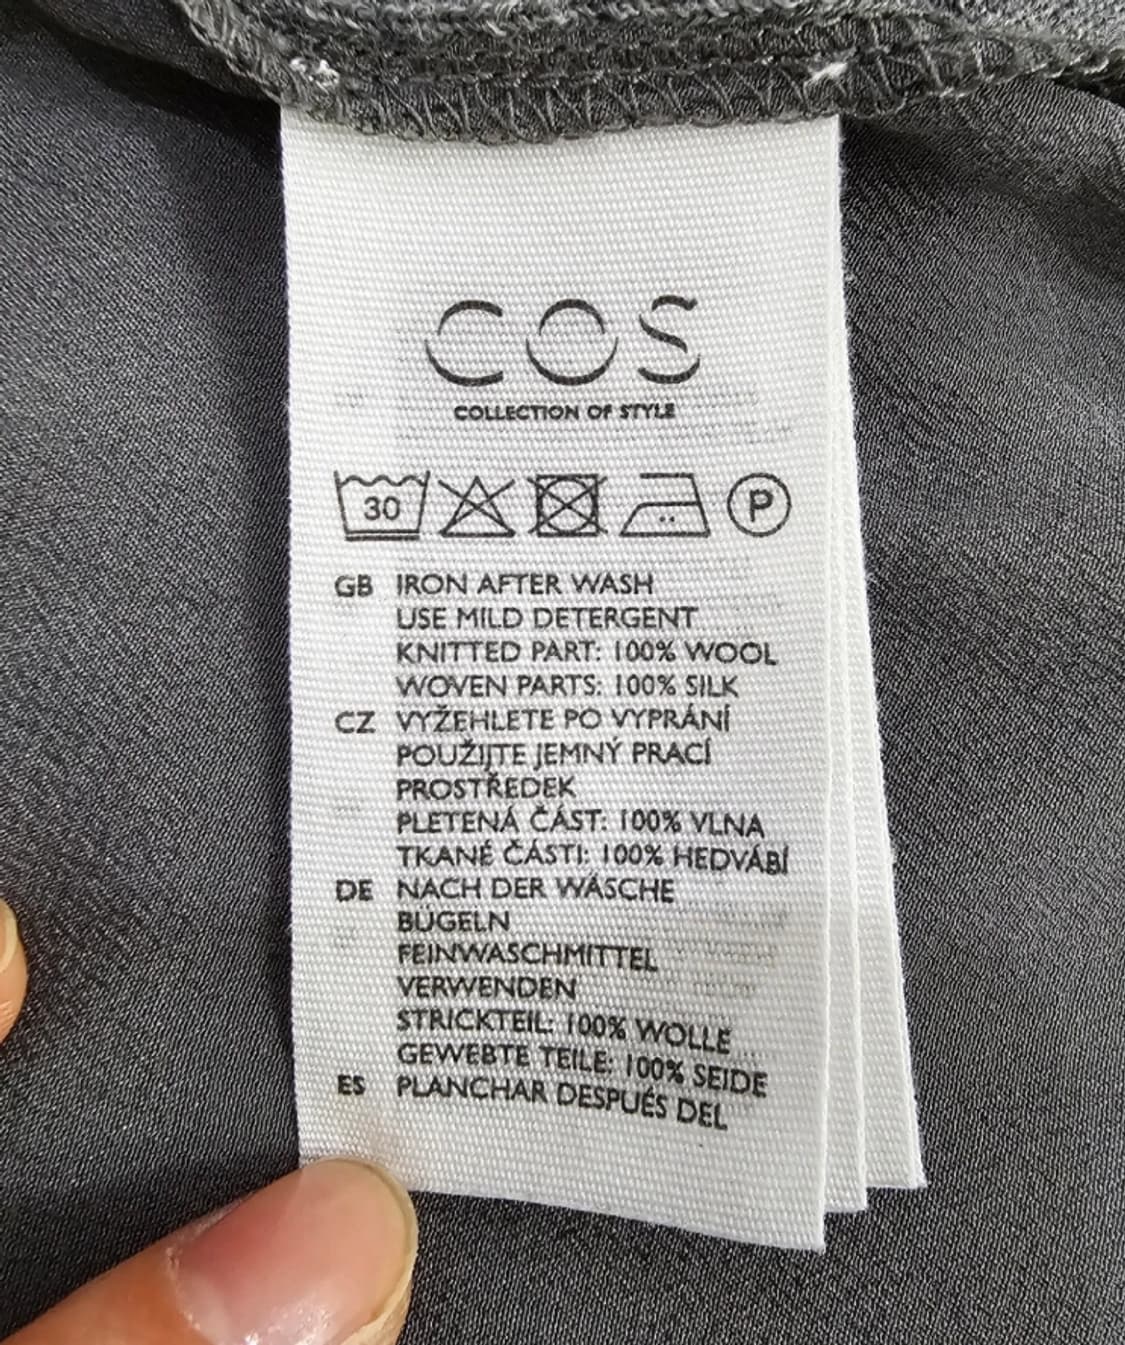 COS
COLLECTION OF STYLE
30 P
GB IRON AFTER WASH
USE MILD DETERGENT
KNITTED PART: 100% WOOL
WOVEN PARTS: 100% SILK
CZ VYŽEHLETE PO VYPRÁNÍ
POUŽIJTE JEMNÝ PRACÍ
PROSTŘEDEK
PLETENÁ ČÁST: 100% VLNA
TKANÉ ČÁSTI: 100% HEDVÁBÍ
DE NACH DER WÄSCHE
BÜGELN
FEINWASCHMITTEL
VERWENDEN
STRICKTEIL: 100% WOLLE
GEWEBTE TEILE: 100% SEIDE
ES PLANCHAR DESPUÉS DEL